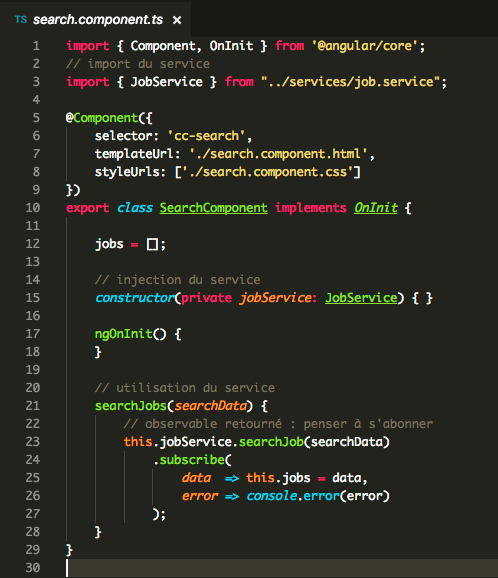 TS search.component.ts ×
1 import { Component, OnInit } from '@angular/core';
2 // import du service
3 import { JobService } from "../services/job.service";
4
5 @Component({
6     selector: 'cc-search',
7     templateUrl: './search.component.html',
8     styleUrls: ['./search.component.css']
9 })
10 export class SearchComponent implements OnInit {
11
12     jobs = [];
13
14     // injection du service
15     constructor(private jobService: JobService) { }
16
17     ngOnInit() {
18     }
19
20     // utilisation du service
21     searchJobs(searchData) {
22         // observable retourné : penser à s'abonner
23         this.jobService.searchJob(searchData)
24             .subscribe(
25                 data  => this.jobs = data,
26                 error => console.error(error)
27             );
28     }
29 }
30